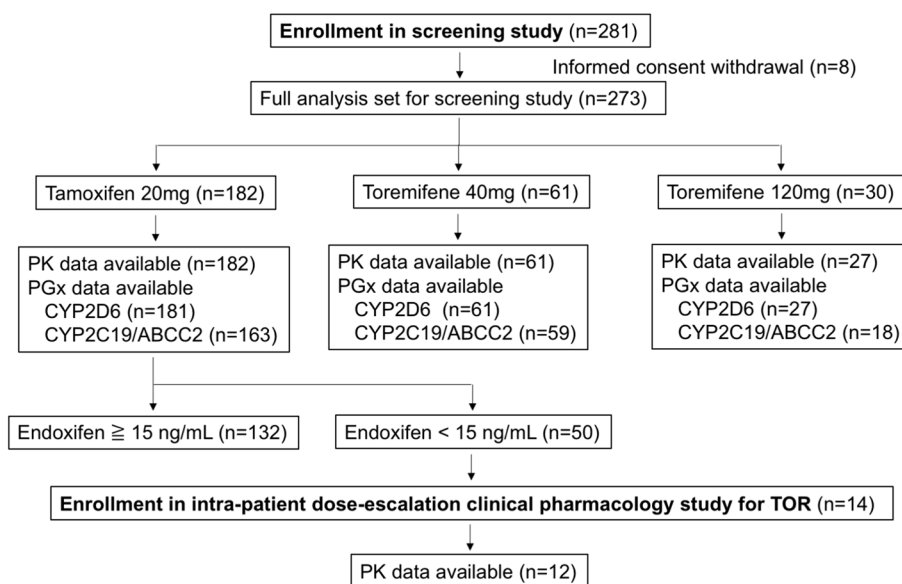 Enrollment in screening study (n=281)
Informed consent withdrawal (n=8)
Full analysis set for screening study (n=273)
Tamoxifen 20mg (n=182)
Toremifene 40mg (n=61)
Toremifene 120mg (n=30)
PK data available (n=182)
PGx data available
CYP2D6 (n=181)
CYP2C19/ABCC2 (n=163)
PK data available (n=61)
PGx data available
CYP2D6 (n=61)
CYP2C19/ABCC2 (n=59)
PK data available (n=27)
PGx data available
CYP2D6 (n=27)
CYP2C19/ABCC2 (n=18)
Endoxifen ≧ 15 ng/mL (n=132)
Endoxifen < 15 ng/mL (n=50)
Enrollment in intra-patient dose-escalation clinical pharmacology study for TOR (n=14)
PK data available (n=12)